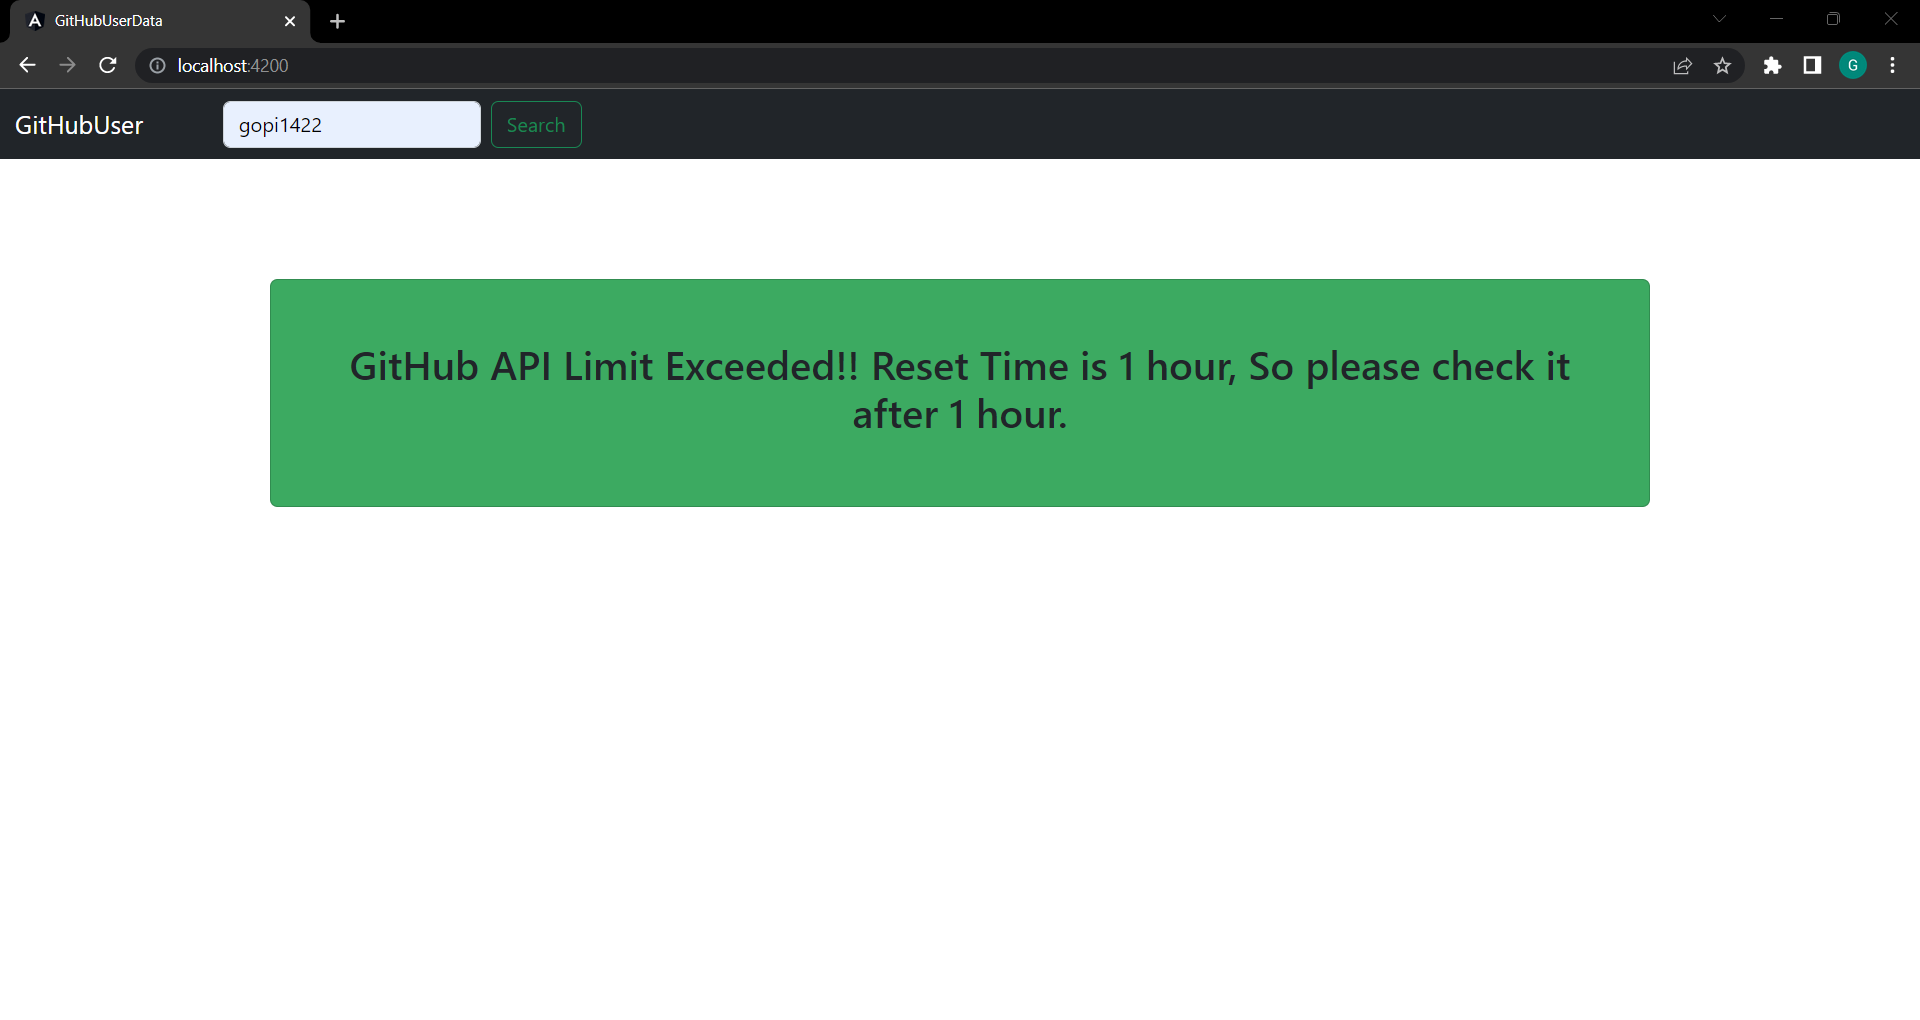 GitHubUserData
localhost:4200
G
GitHubUser
gopi1422
Search
GitHub API Limit Exceeded!! Reset Time is 1 hour, So please check it
after 1 hour.